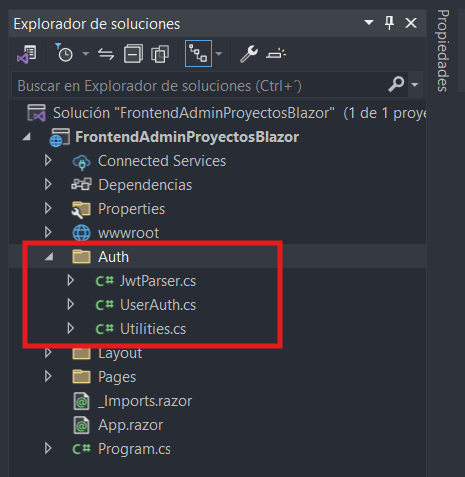 Explorador de soluciones
Propiedades
Buscar en Explorador de soluciones (Ctrl+´)
Solución "FrontendAdminProyectosBlazor" (1 de 1 proye
FrontendAdminProyectosBlazor
Connected Services
Dependencias
Properties
wwwroot
Auth
C# JwtParser.cs
C# UserAuth.cs
C# Utilities.cs
Layout
Pages
_Imports.razor
App.razor
C# Program.cs